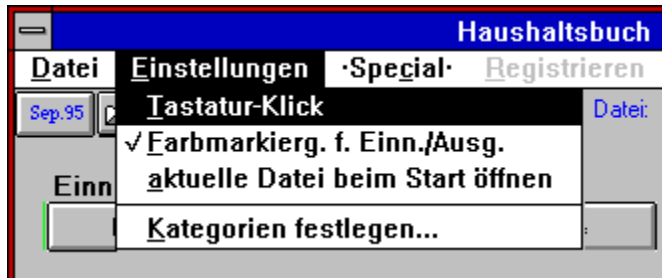 Haushaltsbuch
Datei Einstellungen ·Special· Registrieren
Sep.95 Tastatur-Klick Datei:
√ Farbmarkierg. f. Einn./Ausg.
Einn aktuelle Datei beim Start öffnen
Kategorien festlegen...